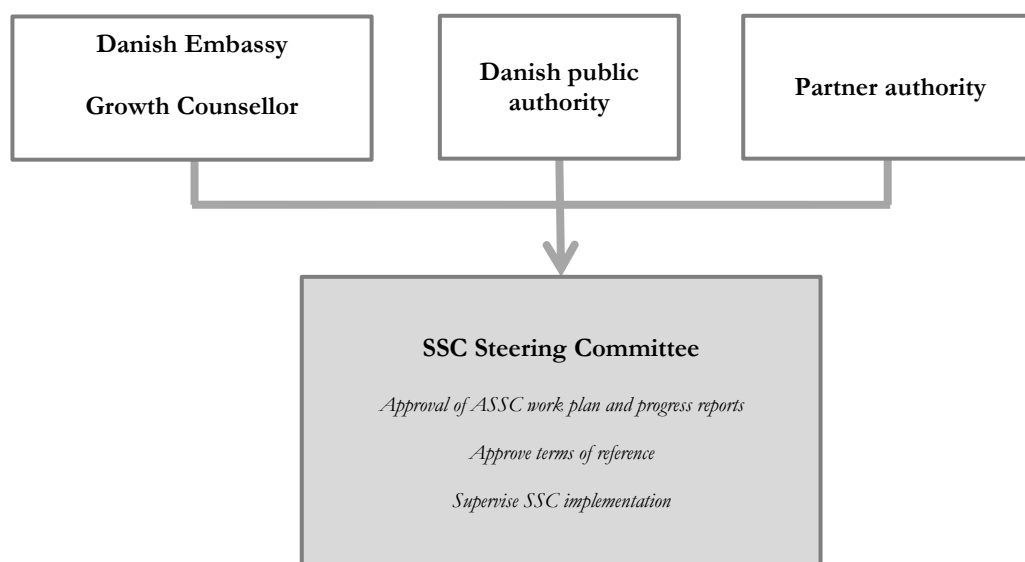 Danish Embassy
Growth Counsellor
Danish public
authority
Partner authority
SSC Steering Committee
Approval of ASSC work plan and progress reports
Approve terms of reference
Supervise SSC implementation